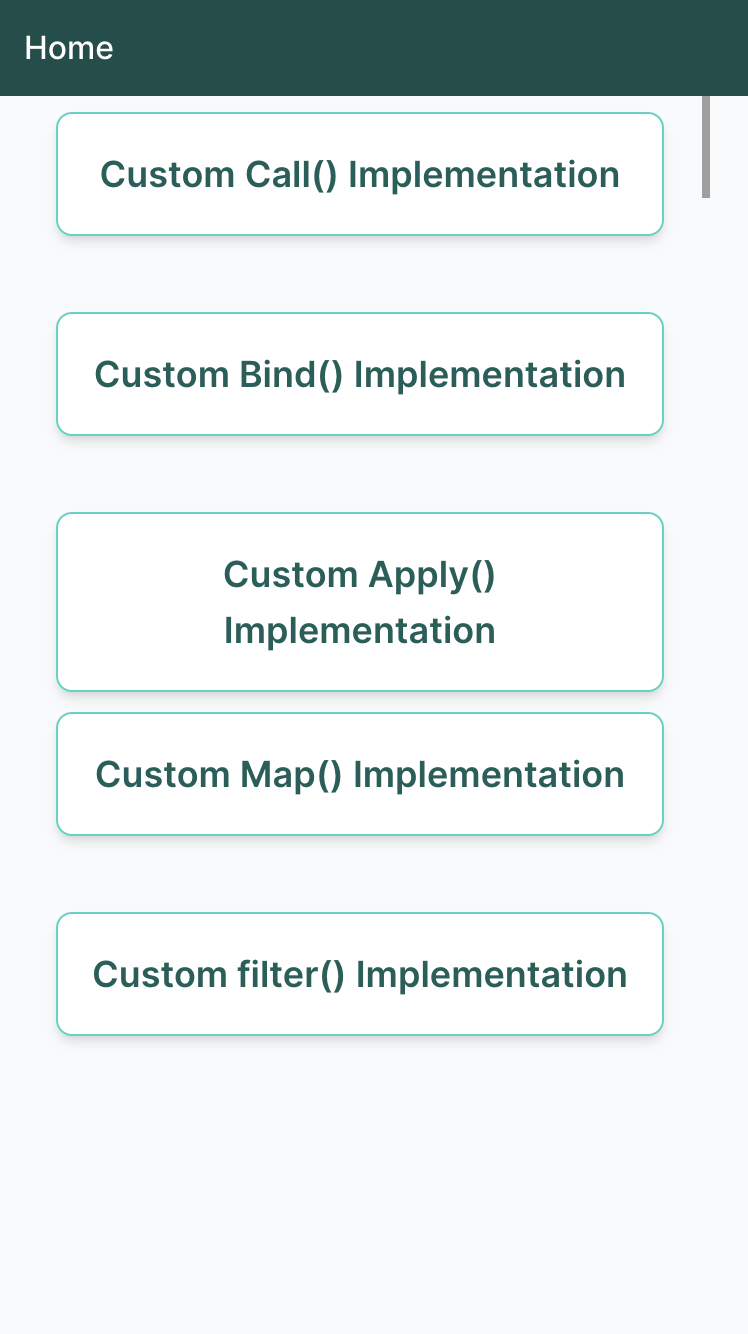 Home
Custom Call() Implementation
Custom Bind() Implementation
Custom Apply()
Implementation
Custom Map() Implementation
Custom filter() Implementation